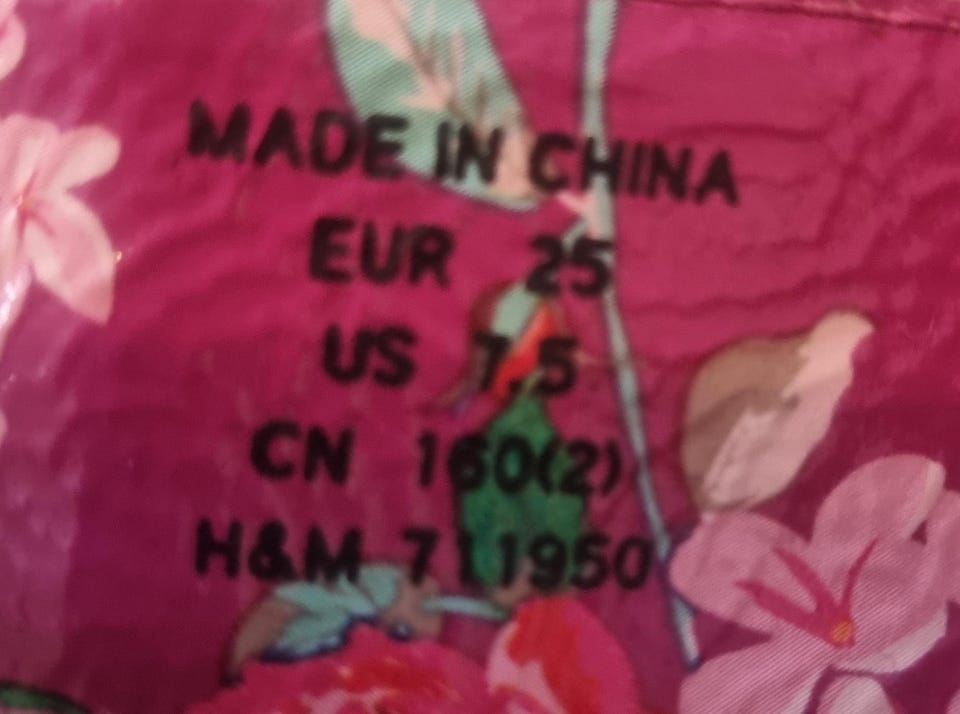 MADE IN CHINA
EUR 25
US 7.5
CN 160(2)
H&M 711950